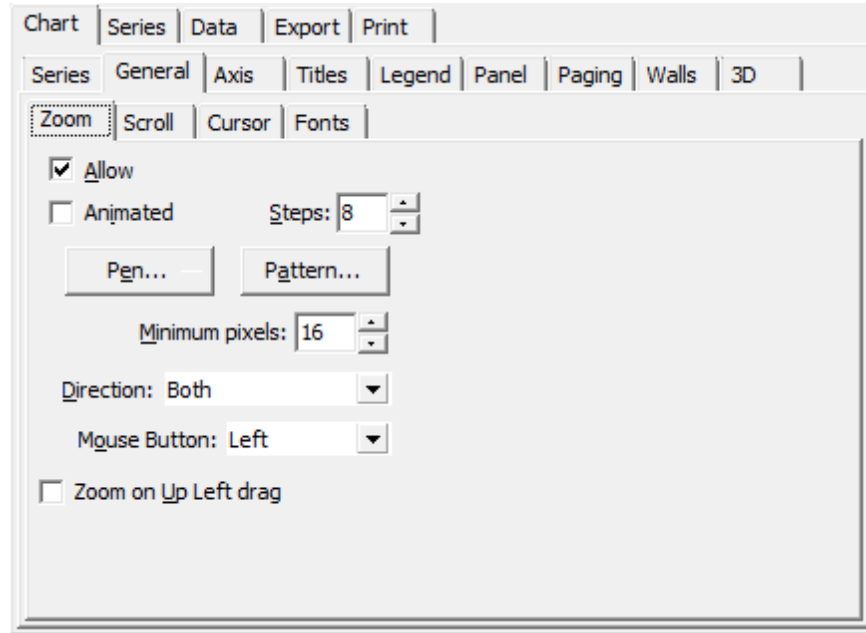 Chart Series Data Export Print
Series General Axis Titles Legend Panel Paging Walls 3D
Zoom Scroll Cursor Fonts
Allow
Animated Steps: 8
Pen... Pattern...
Minimum pixels: 16
Direction: Both
Mouse Button: Left
Zoom on Up Left drag